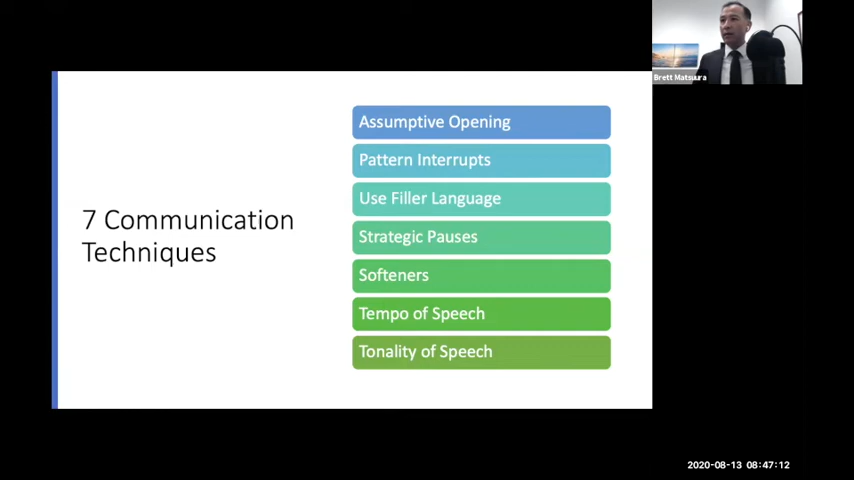 Brett Matsuura
7 Communication
Techniques
Assumptive Opening
Pattern Interrupts
Use Filler Language
Strategic Pauses
Softeners
Tempo of Speech
Tonality of Speech
2020-08-13 08:47:12